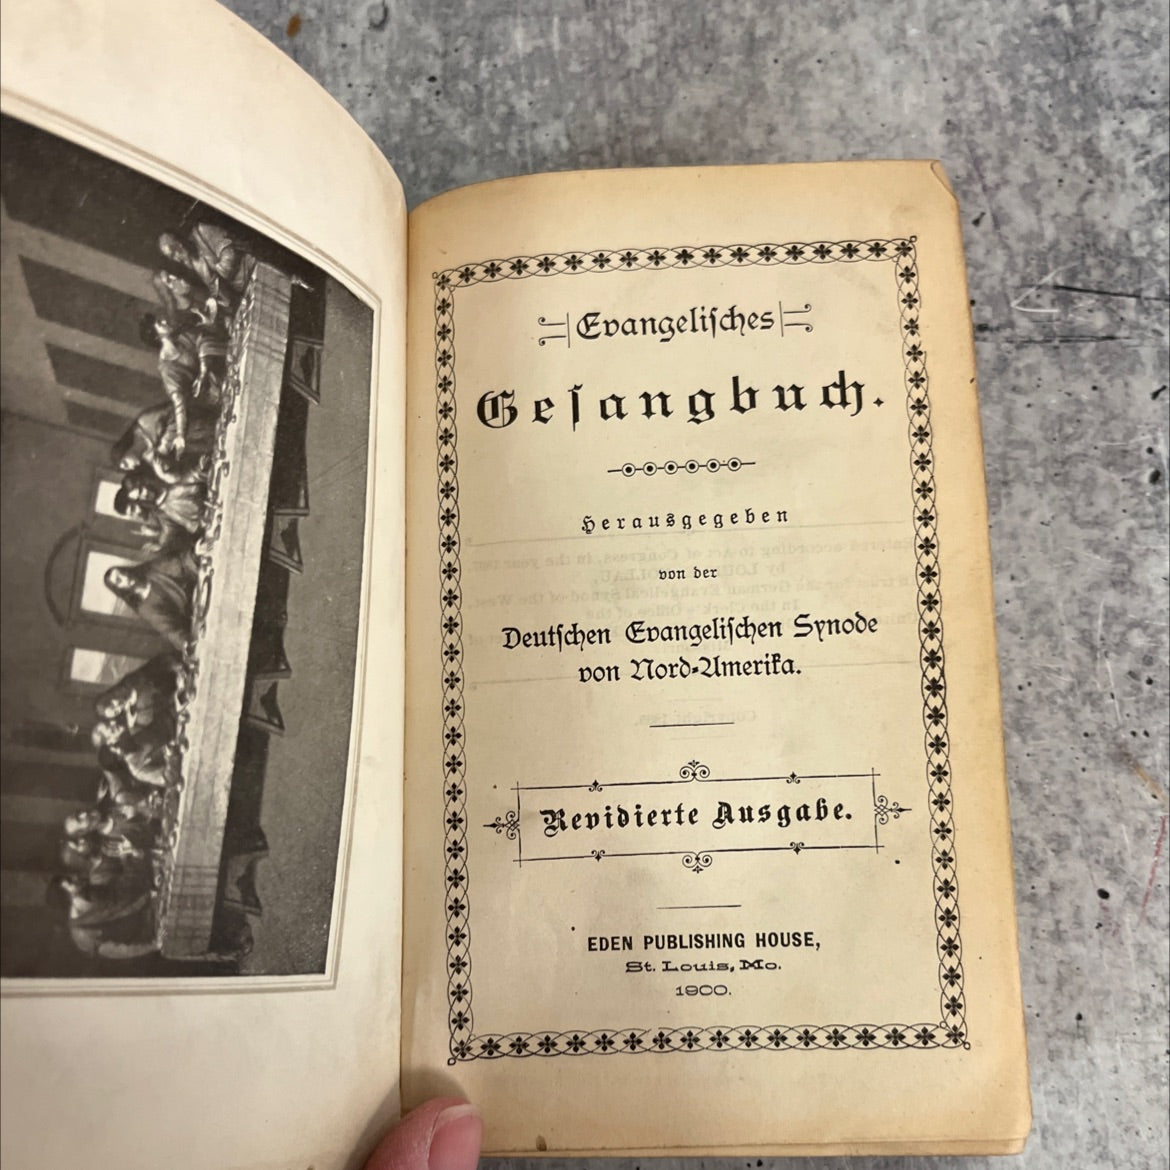 Evangelisches
Gesangbuch.
Herausgegeben
von der
Deutschen Evangelischen Synode
von Nord-Amerika.
Revidierte Ausgabe.
EDEN PUBLISHING HOUSE,
St. Louis, Mo.
1900.